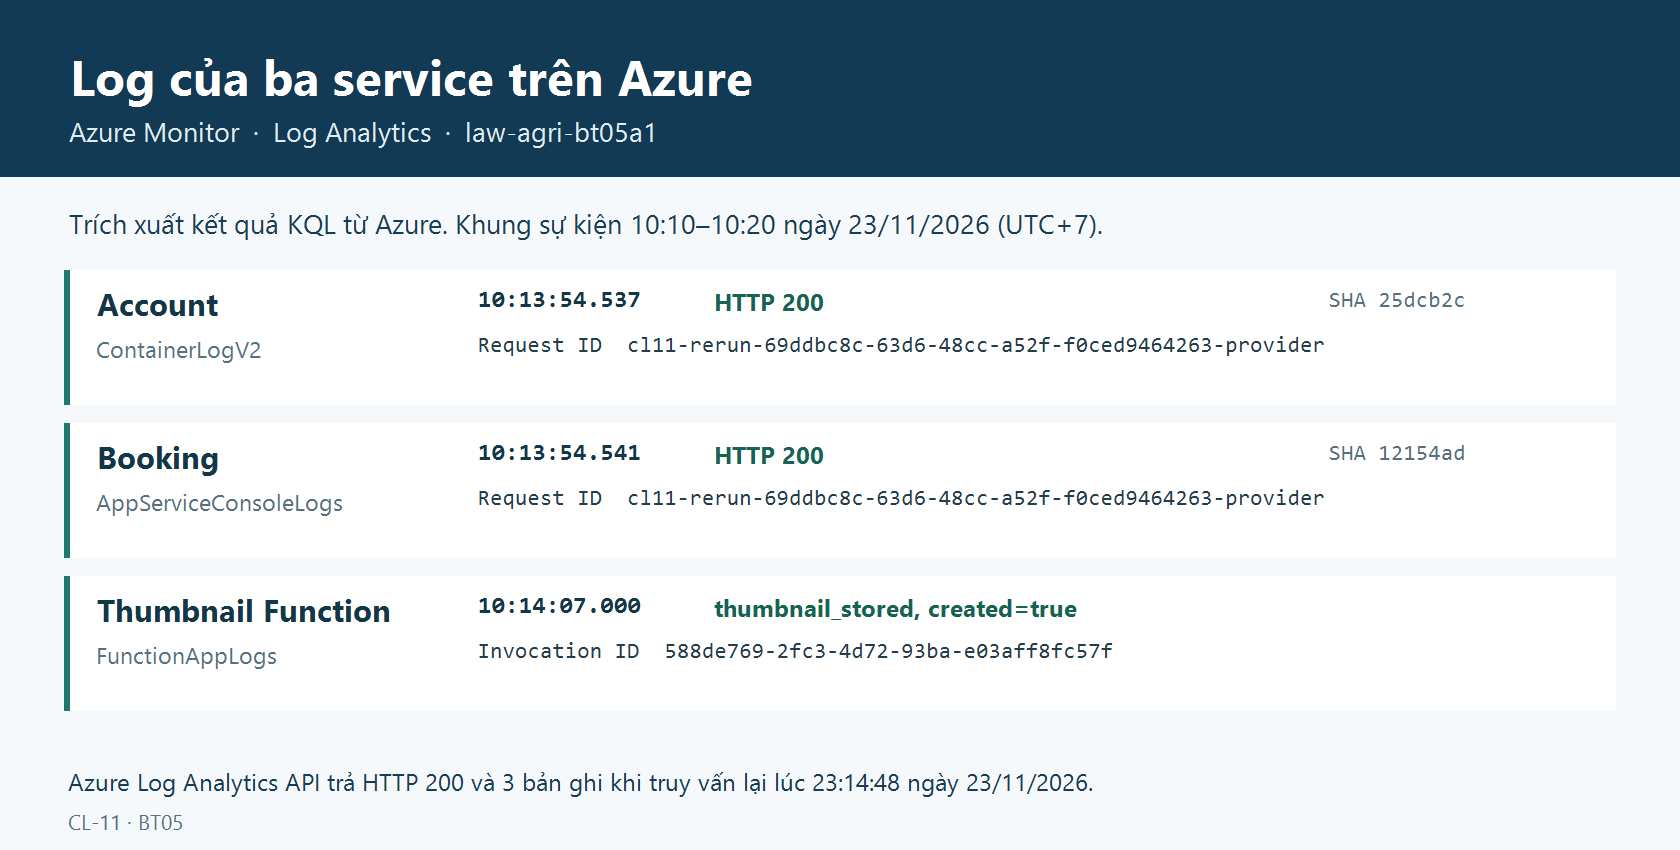 Log của ba service trên Azure
Azure Monitor · Log Analytics · law-agri-bt05a1
Trích xuất kết quả KQL từ Azure. Khung sự kiện 10:10–10:20 ngày 23/11/2026 (UTC+7).
Account 10:13:54.537 HTTP 200 SHA 25dcb2c
ContainerLogV2 Request ID cl11-rerun-69ddbc8c-63d6-48cc-a52f-f0ced9464263-provider
Booking 10:13:54.541 HTTP 200 SHA 12154ad
AppServiceConsoleLogs Request ID cl11-rerun-69ddbc8c-63d6-48cc-a52f-f0ced9464263-provider
Thumbnail Function 10:14:07.000 thumbnail_stored, created=true
FunctionAppLogs Invocation ID 588de769-2fc3-4d72-93ba-e03aff8fc57f
Azure Log Analytics API trả HTTP 200 và 3 bản ghi khi truy vấn lại lúc 23:14:48 ngày 23/11/2026.
CL-11 · BT05